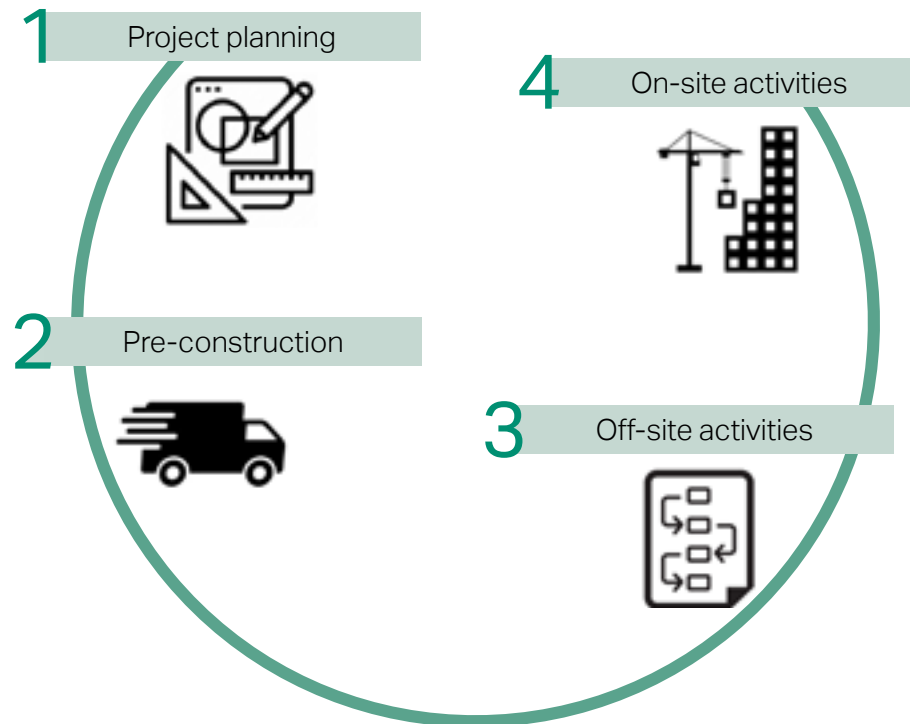 1 Project planning
2 Pre-construction
3 Off-site activities
4 On-site activities